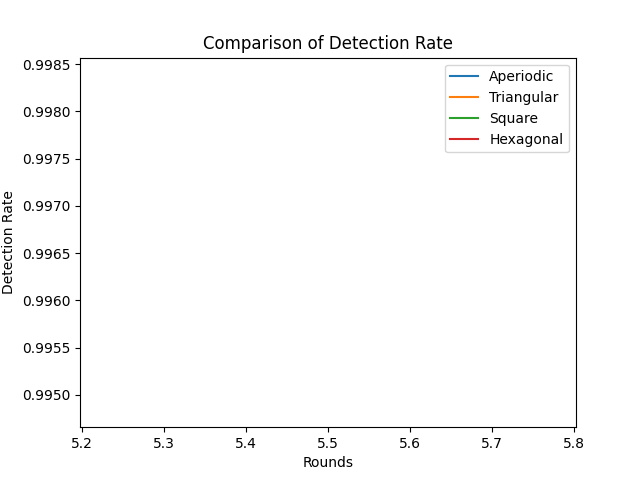 Comparison of Detection Rate
0.9985
0.9980
0.9975
0.9970
0.9965
0.9960
0.9955
0.9950
Detection Rate
Aperiodic
Triangular
Square
Hexagonal
5.2 5.3 5.4 5.5 5.6 5.7 5.8
Rounds